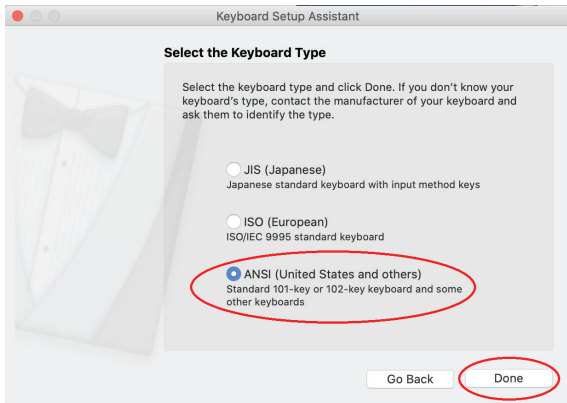 Keyboard Setup Assistant
Select the Keyboard Type
Select the keyboard type and click Done. If you don’t know your
keyboard’s type, contact the manufacturer of your keyboard and
ask them to identify the type.
JIS (Japanese)
Japanese standard keyboard with input method keys
ISO (European)
ISO/IEC 9995 standard keyboard
ANSI (United States and others)
Standard 101-key or 102-key keyboard and some
other keyboards
Go Back
Done